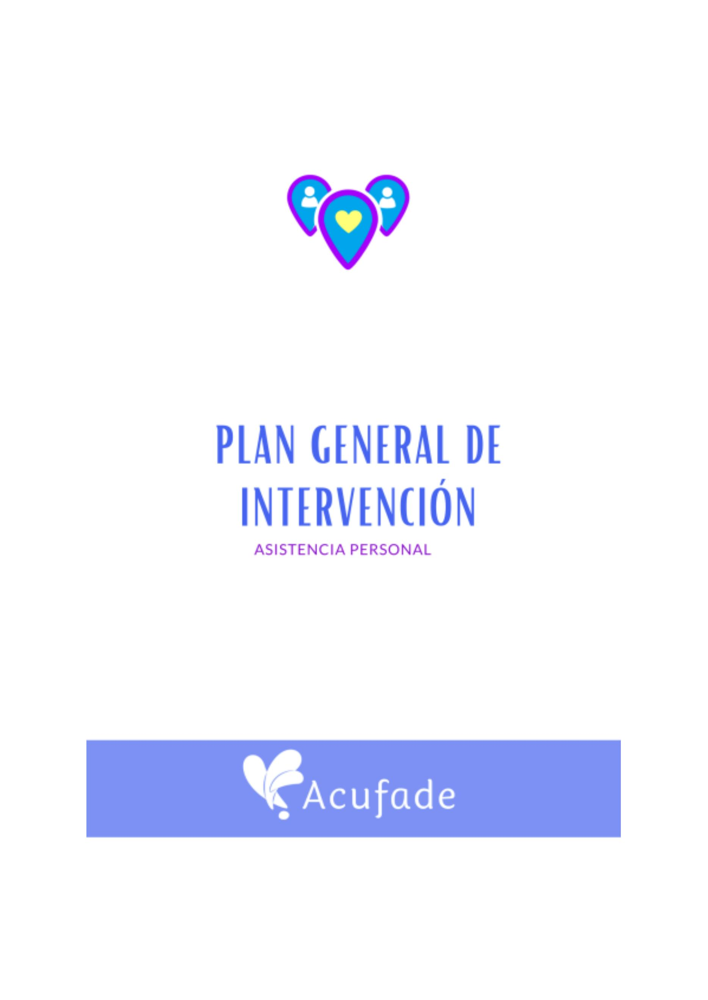 PLAN GENERAL DE
INTERVENCIÓN
ASISTENCIA PERSONAL
Acufade